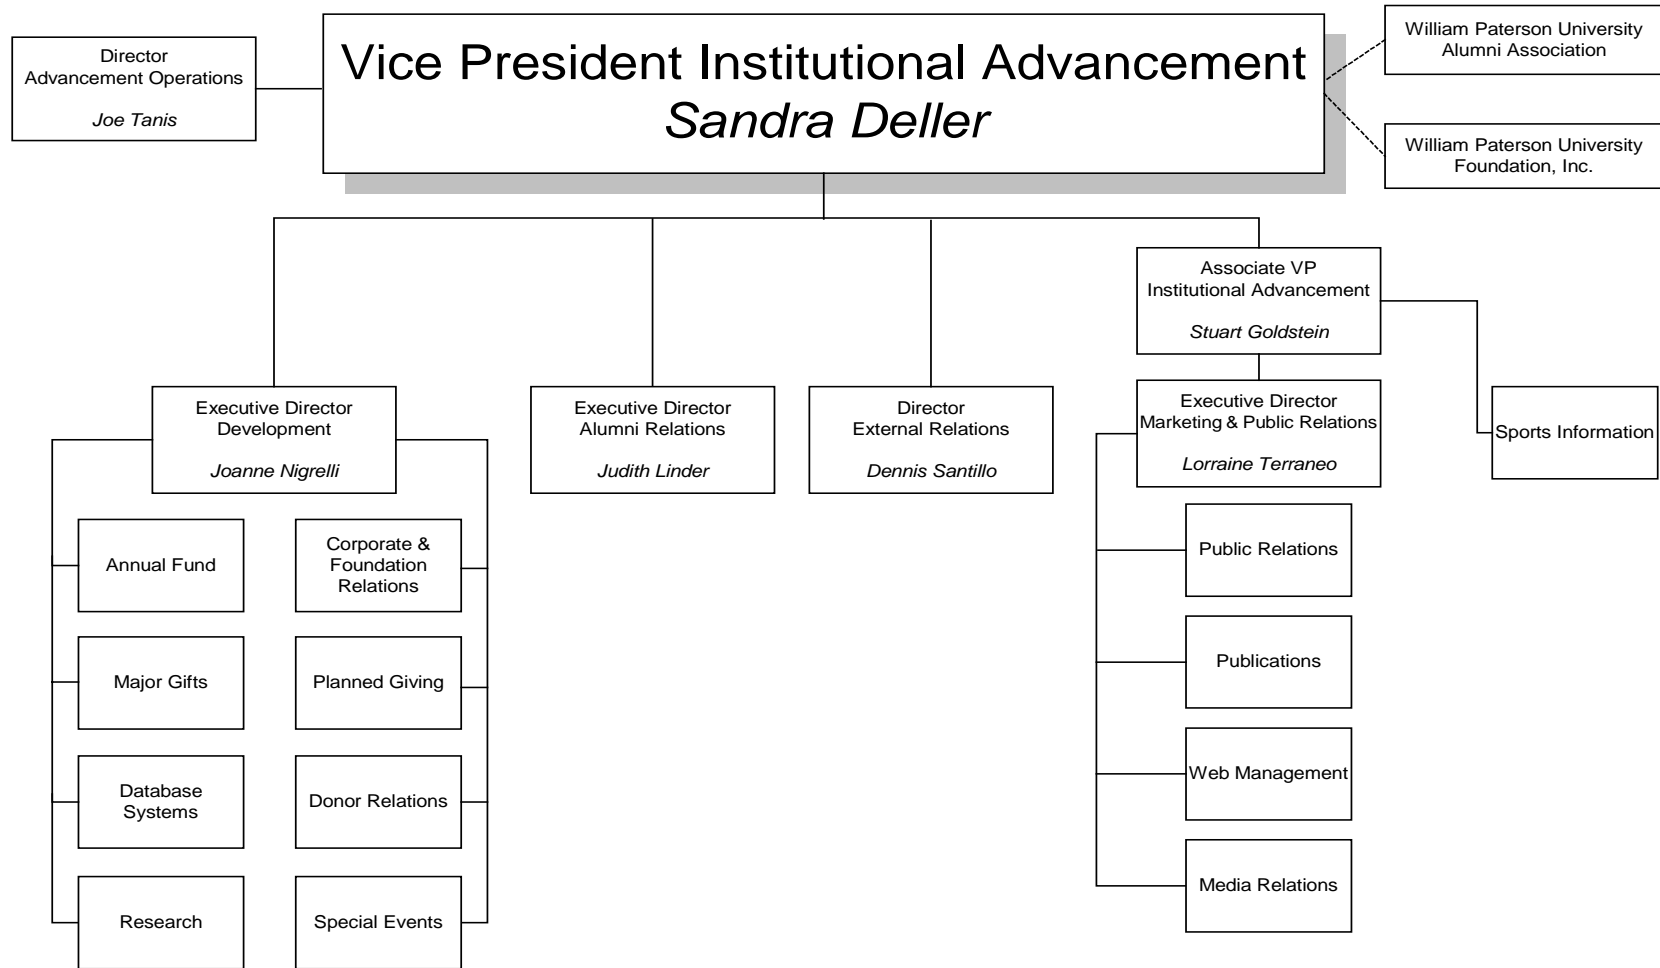 Director
Advancement Operations
Joe Tanis
Vice President Institutional Advancement
Sandra Deller
William Paterson University
Alumni Association
William Paterson University
Foundation, Inc.
Associate VP
Institutional Advancement
Stuart Goldstein
Executive Director
Development
Joanne Nigrelli
Executive Director
Alumni Relations
Judith Linder
Director
External Relations
Dennis Santillo
Executive Director
Marketing & Public Relations
Lorraine Terraneo
Sports Information
Annual Fund
Corporate &
Foundation
Relations
Major Gifts
Planned Giving
Database
Systems
Donor Relations
Research
Special Events
Public Relations
Publications
Web Management
Media Relations